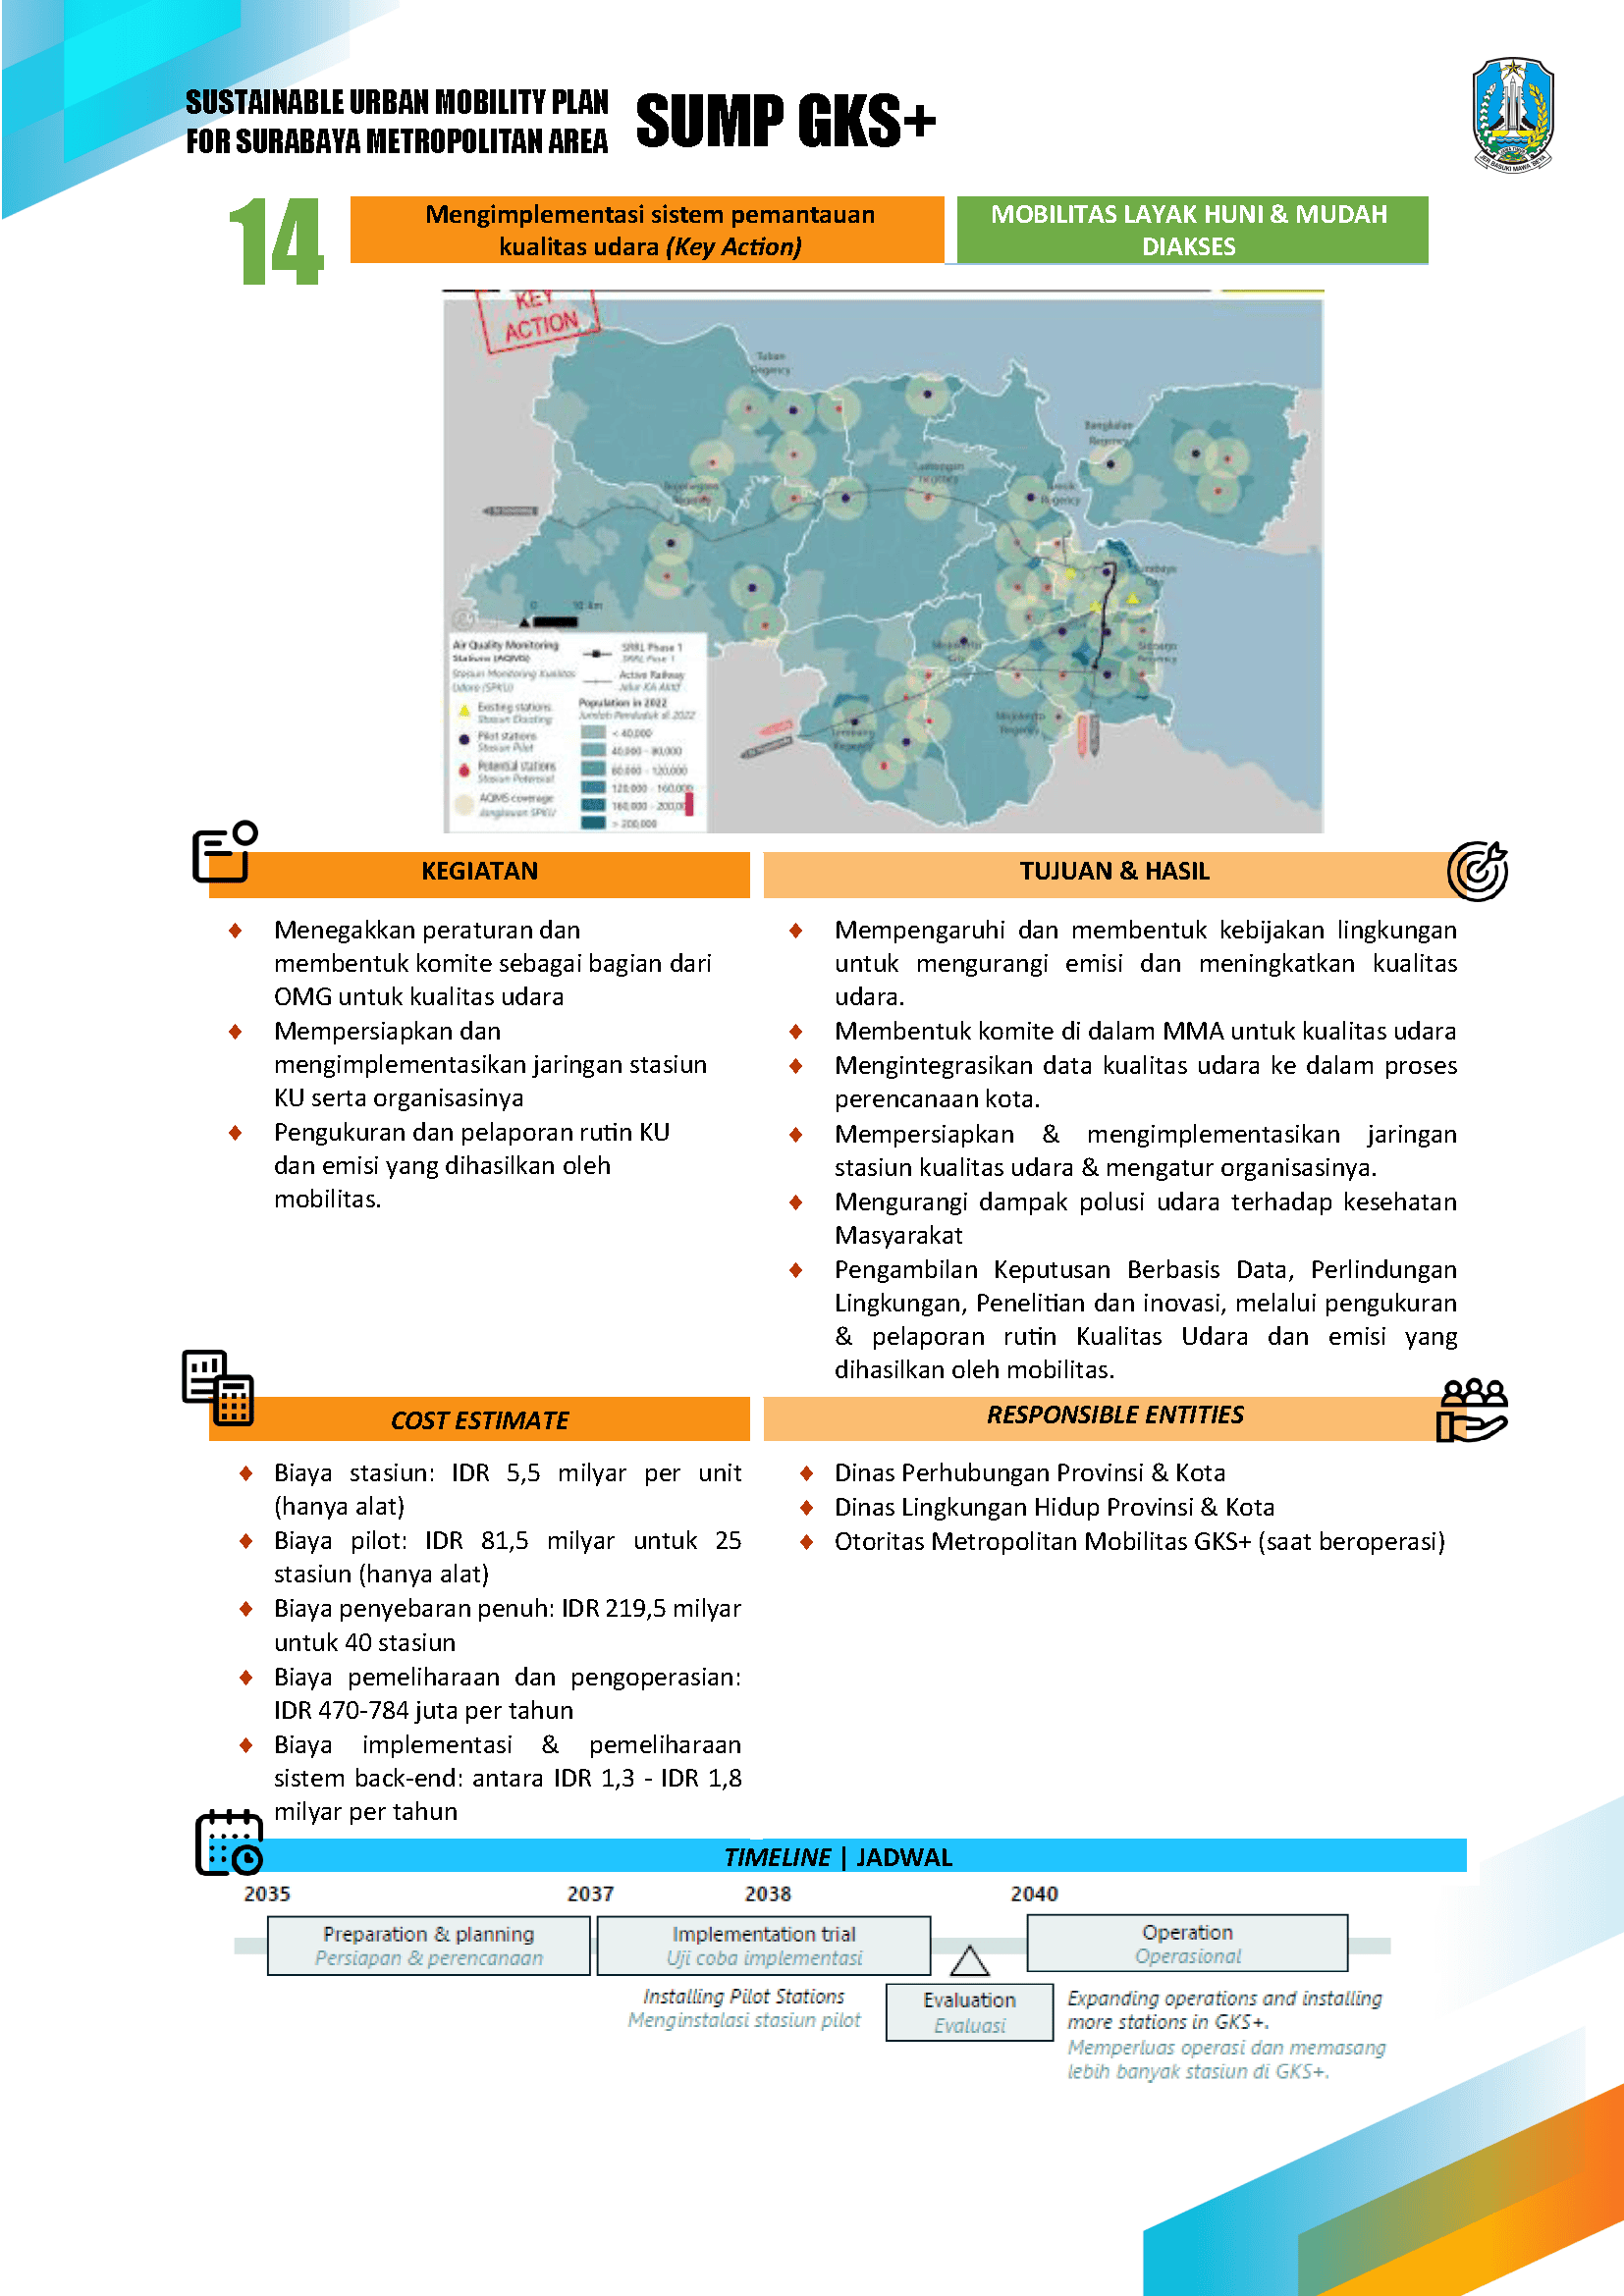 SUSTAINABLE URBAN MOBILITY PLAN
FOR SURABAYA METROPOLITAN AREA
SUMP GKS+
JER BASUKI MAWA BEYA
14
Mengimplementasi sistem pemantauan
kualitas udara (Key Action)
MOBILITAS LAYAK HUNI & MUDAH
DIAKSES
KEY
ACTION
Tuban
Regency
Bangkalan
Regency
Lamongan
Regency
Bojonegoro
Regency
Gresik
Regency
Surabaya
City
Sidoarjo
Regency
Mojokerto
City
Mojokerto
Regency
Jombang
Regency
0 10 km
Air Quality Monitoring
Stations (AQMS)
Stasiun Monitoring Kualitas
Udara (SPKU)
Existing stations
Stasiun Eksisting
Pilot stations
Stasiun Pilot
Potential stations
Stasiun Potensial
AQMS coverage
Jangkauan SPKU
SRRL Phase 1
SRRL Fase 1
Active Railway
Jalur KA Aktif
Population in 2022
Jumlah Penduduk di 2022
< 40,000
40,000 - 80,000
80,000 - 120,000
120,000 - 160,000
160,000 - 200,000
> 200,000
KEGIATAN
♦ Menegakkan peraturan dan
membentuk komite sebagai bagian dari
OMG untuk kualitas udara
♦ Mempersiapkan dan
mengimplementasikan jaringan stasiun
KU serta organisasinya
♦ Pengukuran dan pelaporan rutin KU
dan emisi yang dihasilkan oleh
mobilitas.
TUJUAN & HASIL
♦ Mempengaruhi dan membentuk kebijakan lingkungan
untuk mengurangi emisi dan meningkatkan kualitas
udara.
♦ Membentuk komite di dalam MMA untuk kualitas udara
♦ Mengintegrasikan data kualitas udara ke dalam proses
perencanaan kota.
♦ Mempersiapkan & mengimplementasikan jaringan
stasiun kualitas udara & mengatur organisasinya.
♦ Mengurangi dampak polusi udara terhadap kesehatan
Masyarakat
♦ Pengambilan Keputusan Berbasis Data, Perlindungan
Lingkungan, Penelitian dan inovasi, melalui pengukuran
& pelaporan rutin Kualitas Udara dan emisi yang
dihasilkan oleh mobilitas.
COST ESTIMATE
♦ Biaya stasiun: IDR 5,5 milyar per unit
(hanya alat)
♦ Biaya pilot: IDR 81,5 milyar untuk 25
stasiun (hanya alat)
♦ Biaya penyebaran penuh: IDR 219,5 milyar
untuk 40 stasiun
♦ Biaya pemeliharaan dan pengoperasian:
IDR 470-784 juta per tahun
♦ Biaya implementasi & pemeliharaan
sistem back-end: antara IDR 1,3 - IDR 1,8
milyar per tahun
RESPONSIBLE ENTITIES
♦ Dinas Perhubungan Provinsi & Kota
♦ Dinas Lingkungan Hidup Provinsi & Kota
♦ Otoritas Metropolitan Mobilitas GKS+ (saat beroperasi)
TIMELINE | JADWAL
2035 2037 2038 2040
Preparation & planning
Persiapan & perencanaan
Implementation trial
Uji coba implementasi
Operation
Operasional
Installing Pilot Stations
Menginstalasi stasiun pilot
Evaluation
Evaluasi
Expanding operations and installing
more stations in GKS+.
Memperluas operasi dan memasang
lebih banyak stasiun di GKS+.